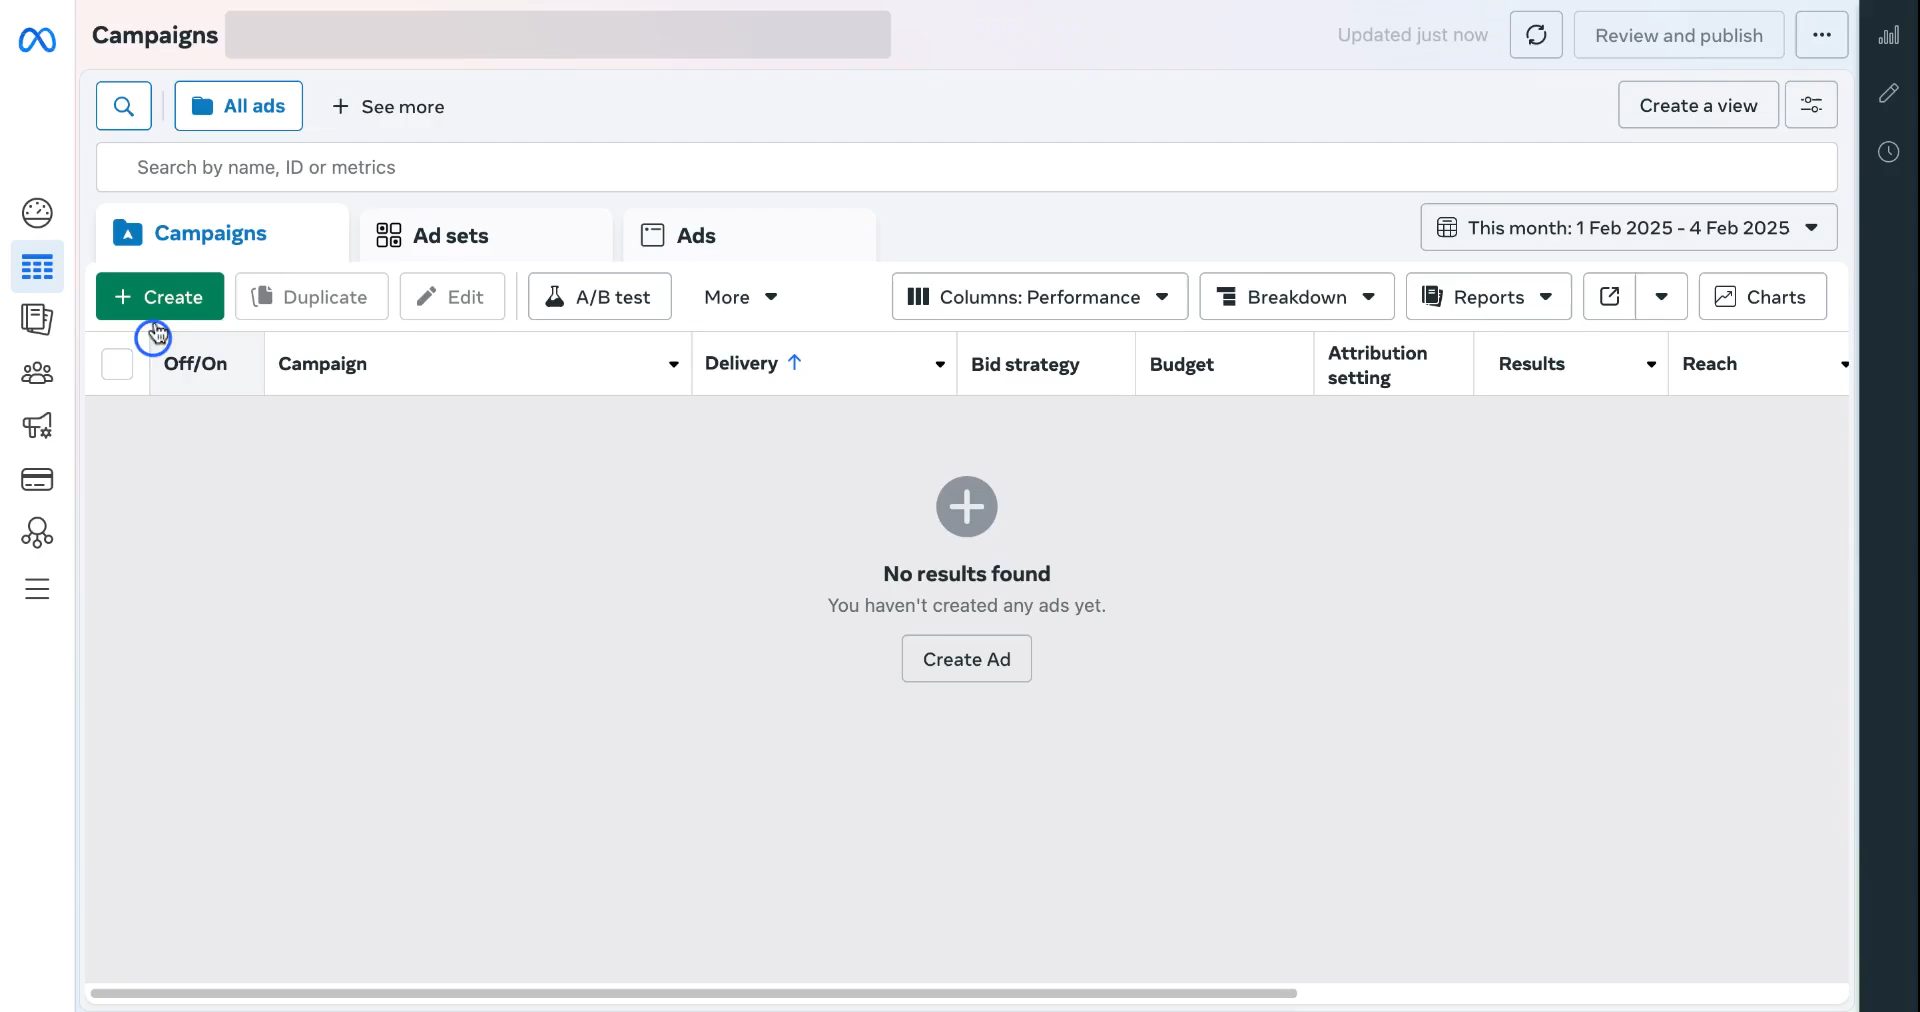 Campaigns
Updated just now
Review and publish
All ads
+ See more
Create a view
Search by name, ID or metrics
Campaigns
Ad sets
Ads
This month: 1 Feb 2025 - 4 Feb 2025
+ Create
Duplicate
Edit
A/B test
More
Columns: Performance
Breakdown
Reports
Charts
Off/On
Campaign
Delivery ↑
Bid strategy
Budget
Attribution
setting
Results
Reach
No results found
You haven't created any ads yet.
Create Ad